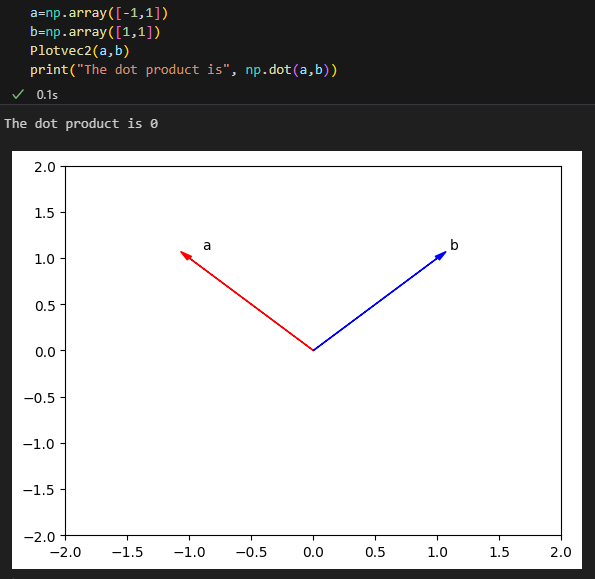 a=np.array([-1,1])
b=np.array([1,1])
Plotvec2(a,b)
print("The dot product is", np.dot(a,b))
0.1s
The dot product is 0
2.0
1.5
a
b
1.0
0.5
0.0
−0.5
−1.0
−1.5
−2.0
−2.0 −1.5 −1.0 −0.5 0.0 0.5 1.0 1.5 2.0